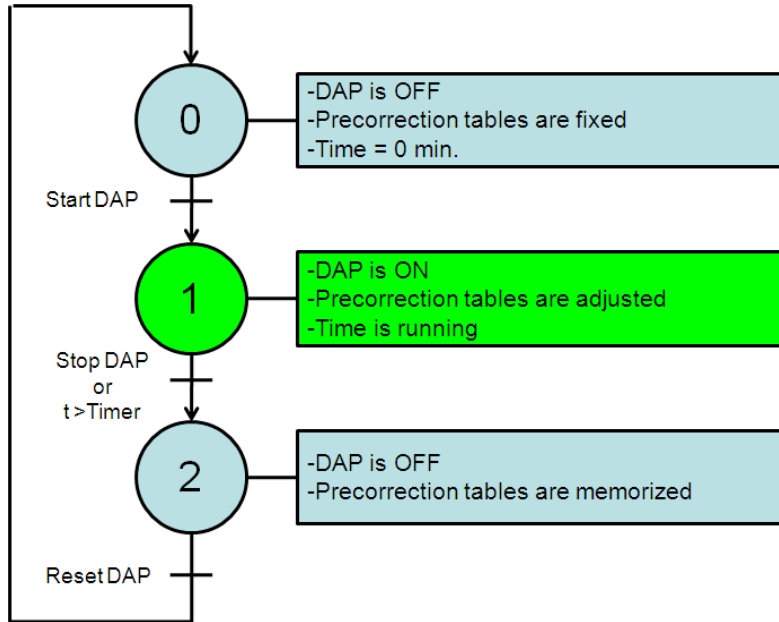 0
-DAP is OFF
-Precorrection tables are fixed
-Time = 0 min.
Start DAP
1
-DAP is ON
-Precorrection tables are adjusted
-Time is running
Stop DAP
or
t >Timer
2
-DAP is OFF
-Precorrection tables are memorized
Reset DAP